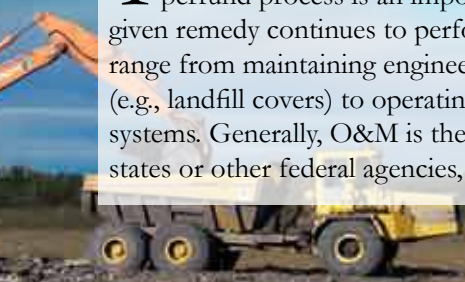 perfund process is an impo
given remedy continues to perfo
range from maintaining enginee
(e.g., landfill covers) to operatin
systems. Generally, O&M is the
states or other federal agencies,